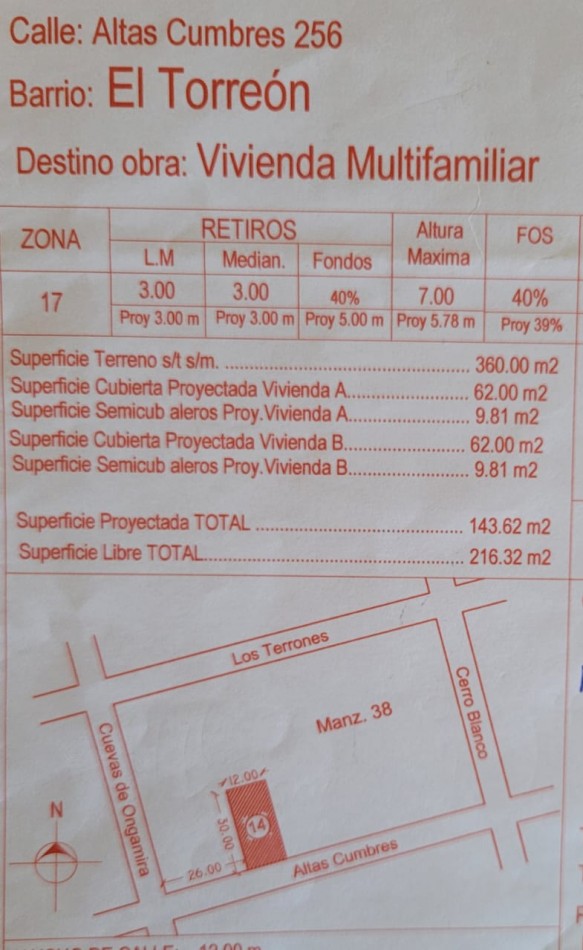 Calle: Altas Cumbres 256
Barrio: El Torreón
Destino obra: Vivienda Multifamiliar
ZONA RETIROS Altura Maxima FOS
L.M Median. Fondos
17 3.00 3.00 40% 7.00 40%
Proy 3.00 m Proy 3.00 m Proy 5.00 m Proy 5.78 m Proy 39%
Superficie Terreno s/t s/m. ................................................ 360.00 m2
Superficie Cubierta Proyectada Vivienda A........................ 62.00 m2
Superficie Semicub aleros Proy.Vivienda A........................ 9.81 m2
Superficie Cubierta Proyectada Vivienda B........................ 62.00 m2
Superficie Semicub aleros Proy.Vivienda B........................ 9.81 m2
Superficie Proyectada TOTAL ......................................... 143.62 m2
Superficie Libre TOTAL.................................................... 216.32 m2
Los Terrones
Cerro Blanco
Manz. 38
Cuevas de Ongamira
12.00
30.00
14
26.00
Altas Cumbres
N